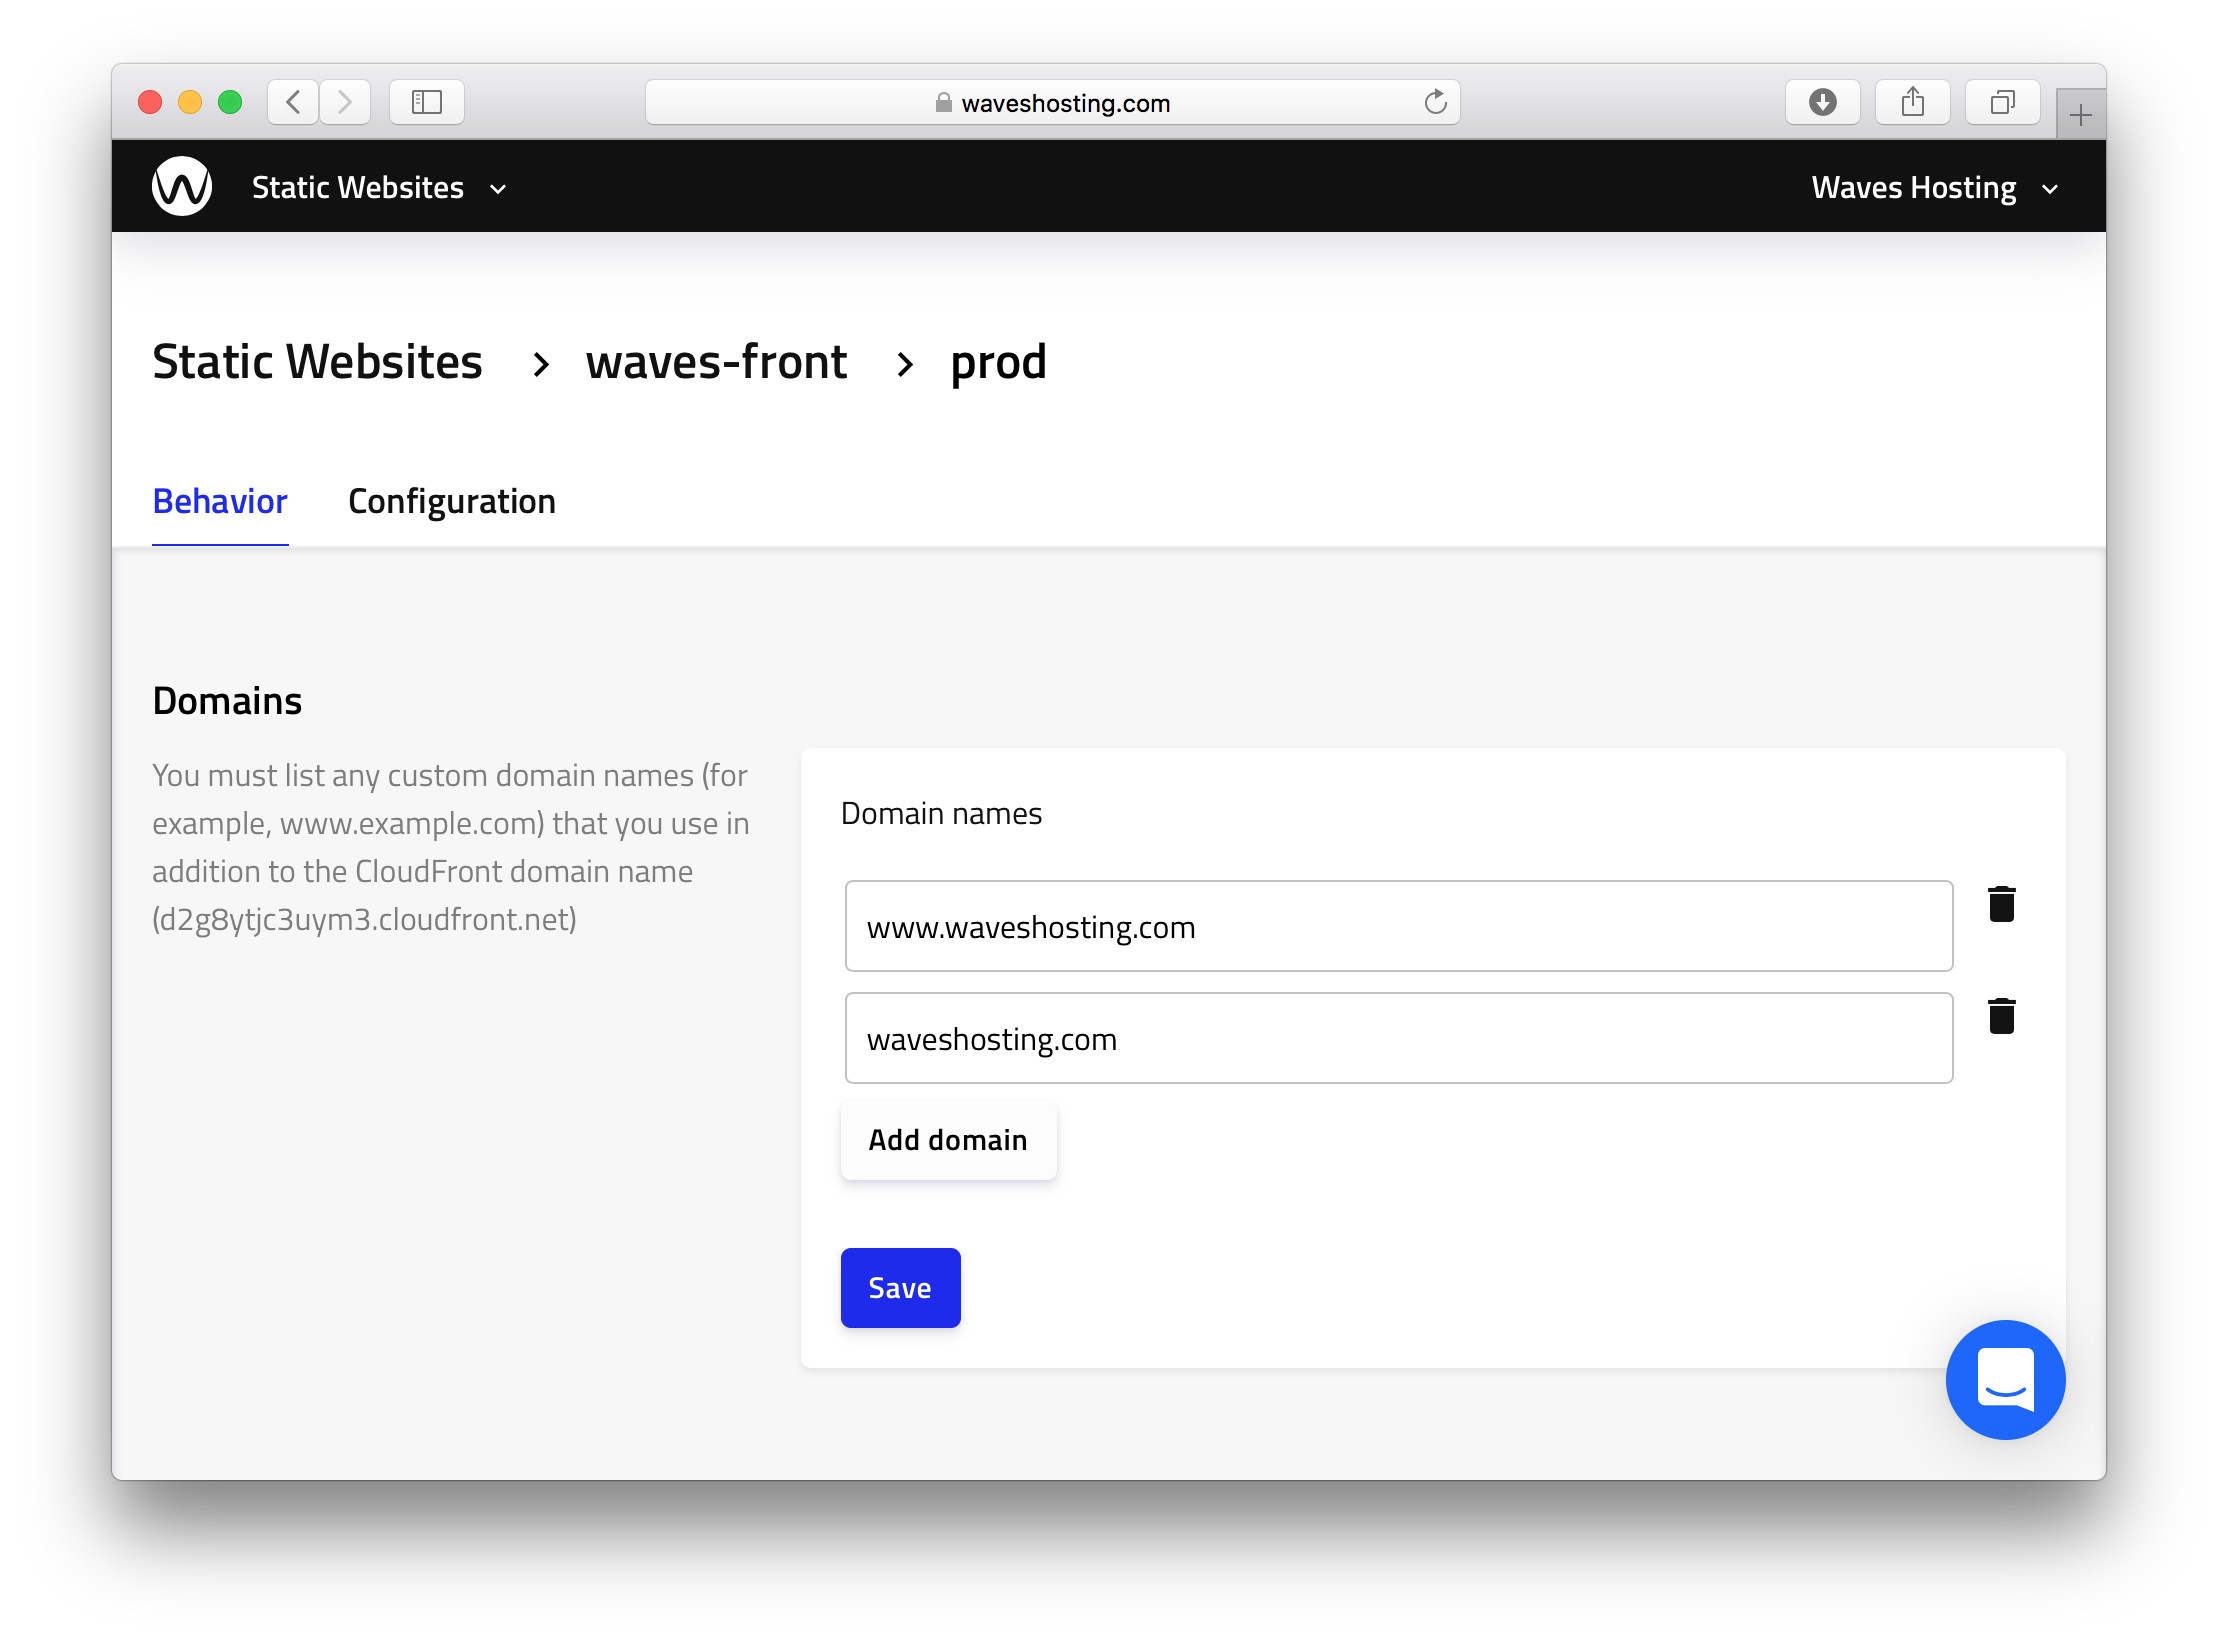 waveshosting.com
Static Websites
Waves Hosting
Static Websites > waves-front > prod
Behavior
Configuration
Domains
You must list any custom domain names (for
example, www.example.com) that you use in
addition to the CloudFront domain name
(d2g8ytjc3uym3.cloudfront.net)
Domain names
www.waveshosting.com
waveshosting.com
Add domain
Save